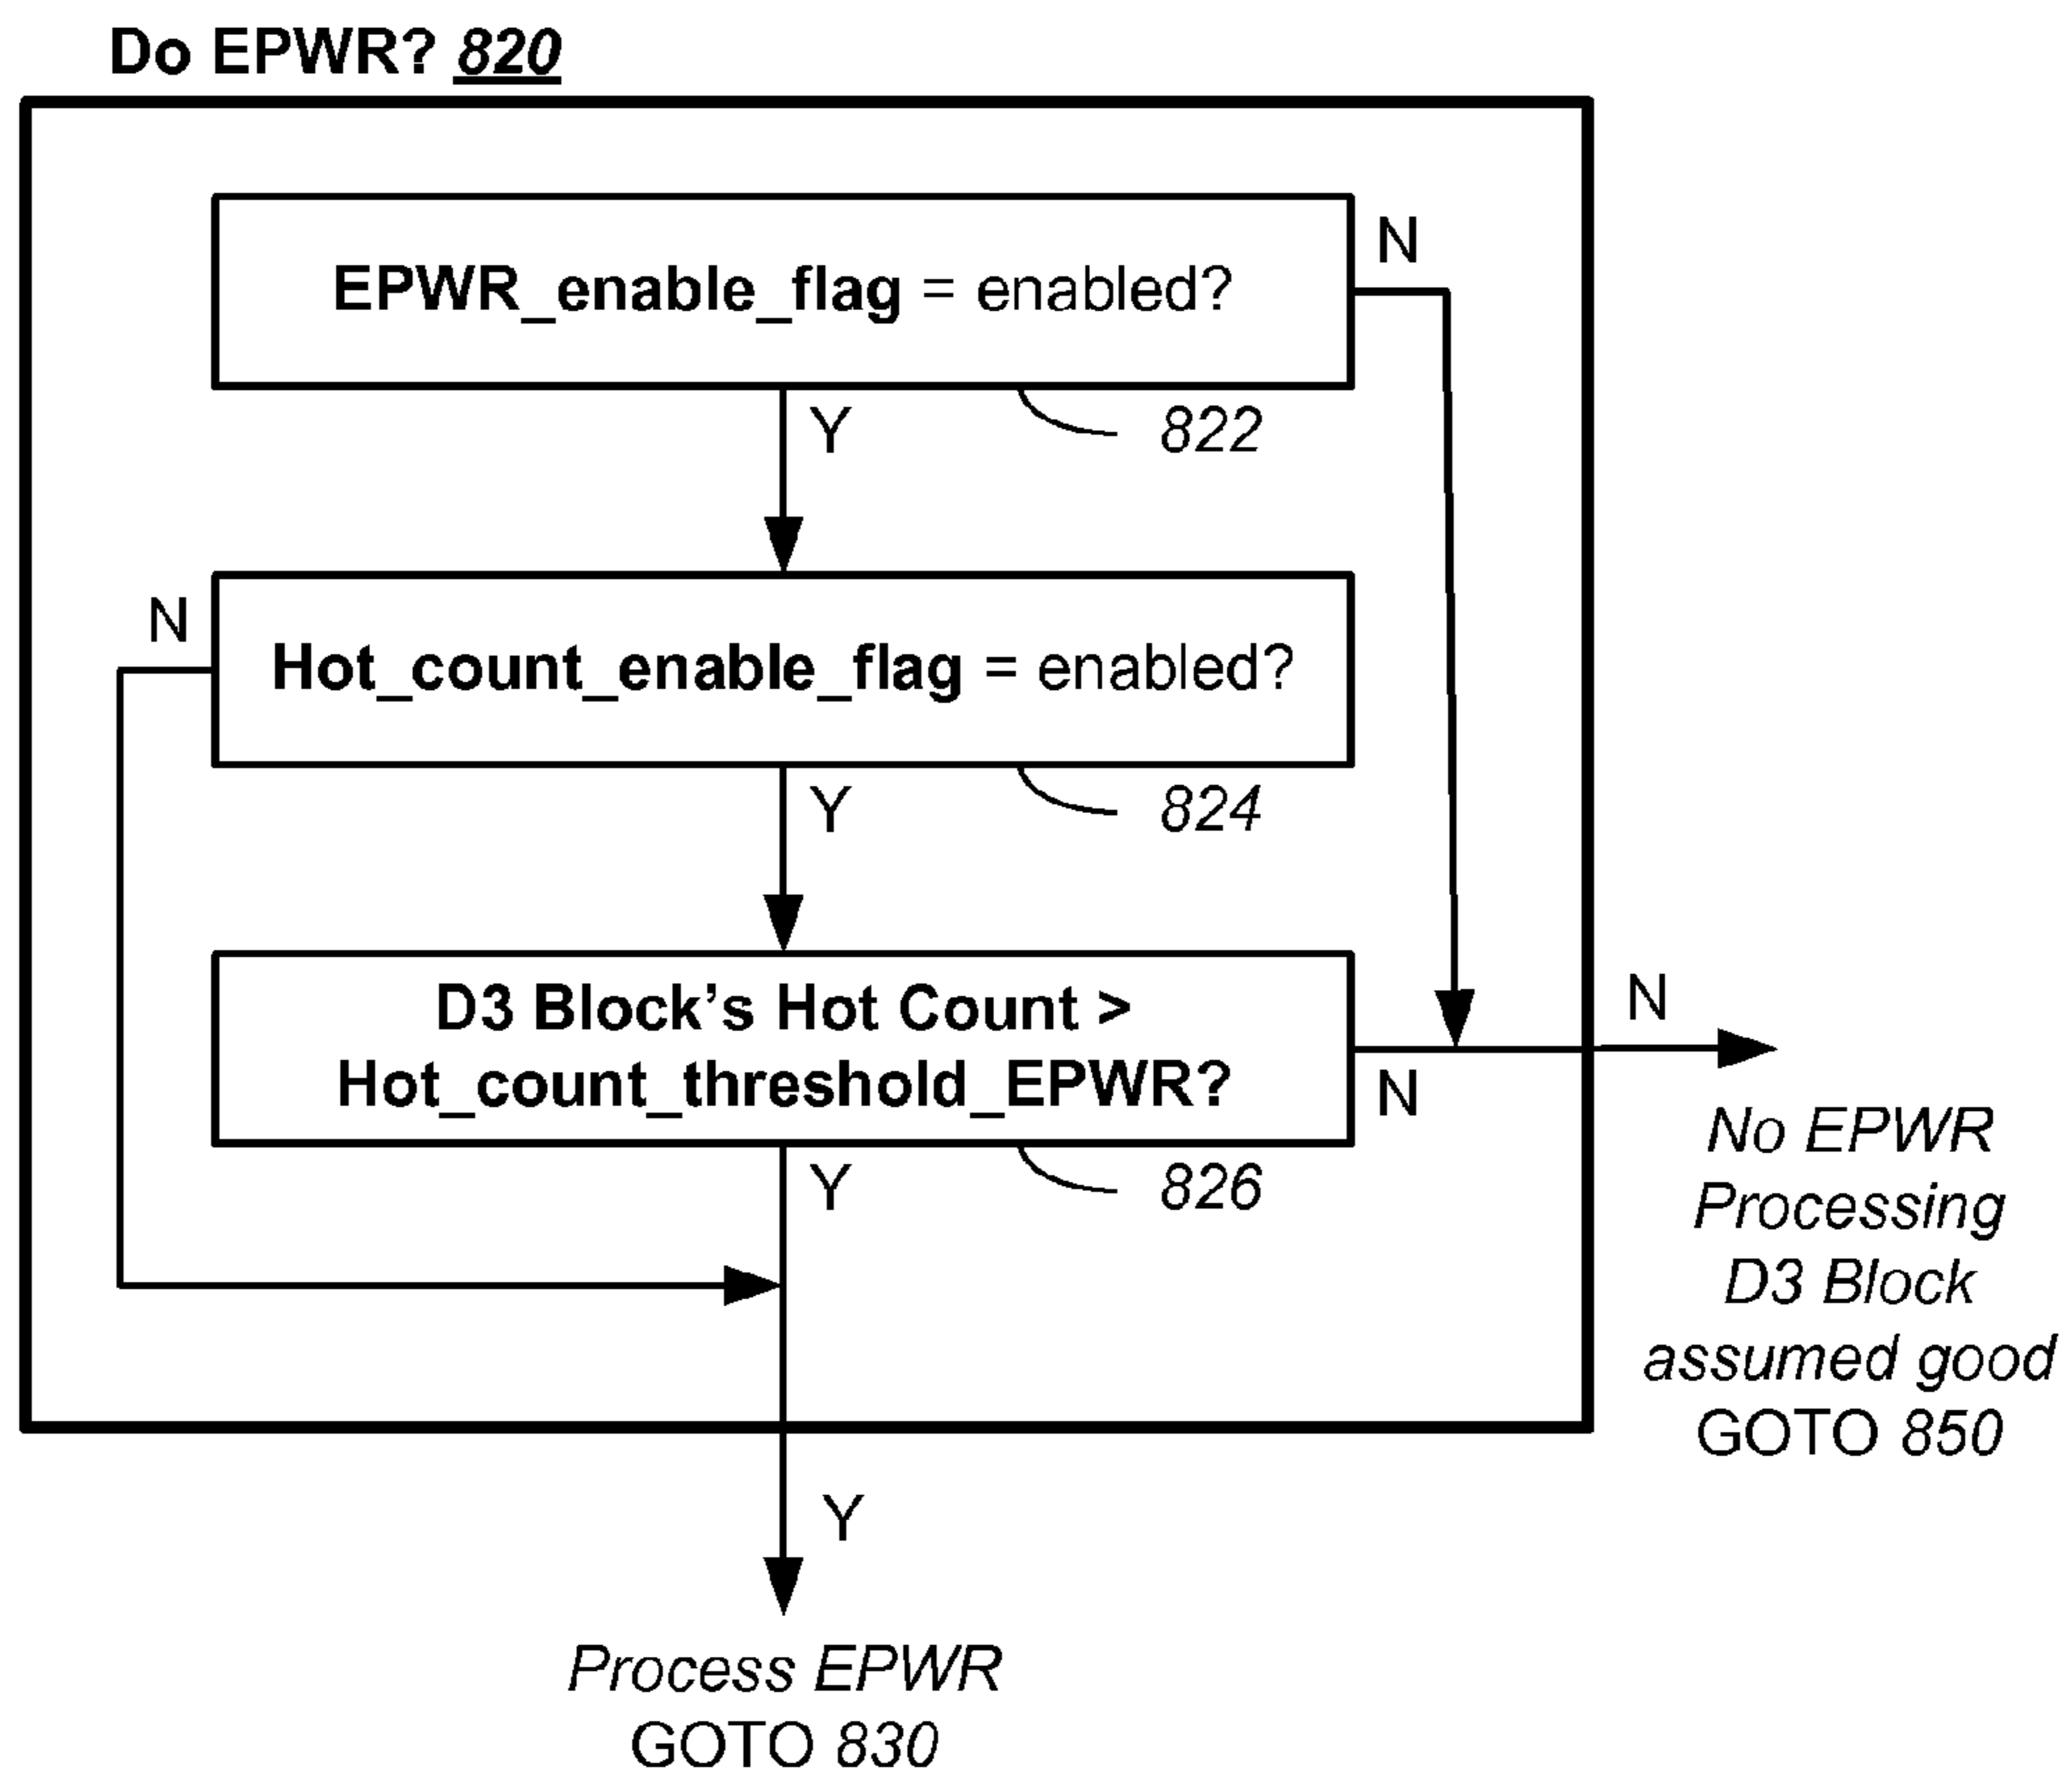 Do EPWR? 820
N
EPWR_enable_flag = enabled?
Y
822
N
Hot_count_enable_flag = enabled?
Y
824
D3 Block's Hot Count >
Hot_count_threshold_EPWR?
N
N
Y
826
No EPWR
Processing
D3 Block
assumed good
GOTO 850
Y
Process EPWR
GOTO 830